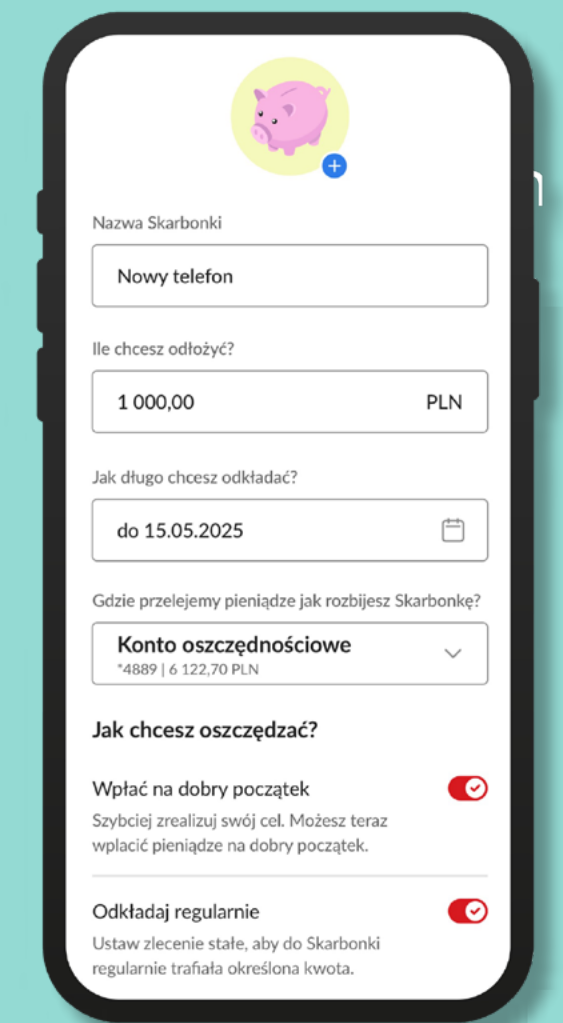 Nazwa Skarbonki
Nowy telefon
Ile chcesz odłożyć?
1 000,00 PLN
Jak długo chcesz odkładać?
do 15.05.2025
Gdzie przelejemy pieniądze jak rozbijesz Skarbonkę?
Konto oszczędnościowe
*4889 | 6 122,70 PLN
Jak chcesz oszczędzać?
Wpłać na dobry początek
Szybciej zrealizuj swój cel. Możesz teraz
wplacić pieniądze na dobry początek.
Odkładaj regularnie
Ustaw zlecenie stałe, aby do Skarbonki
regularnie trafiała określona kwota.